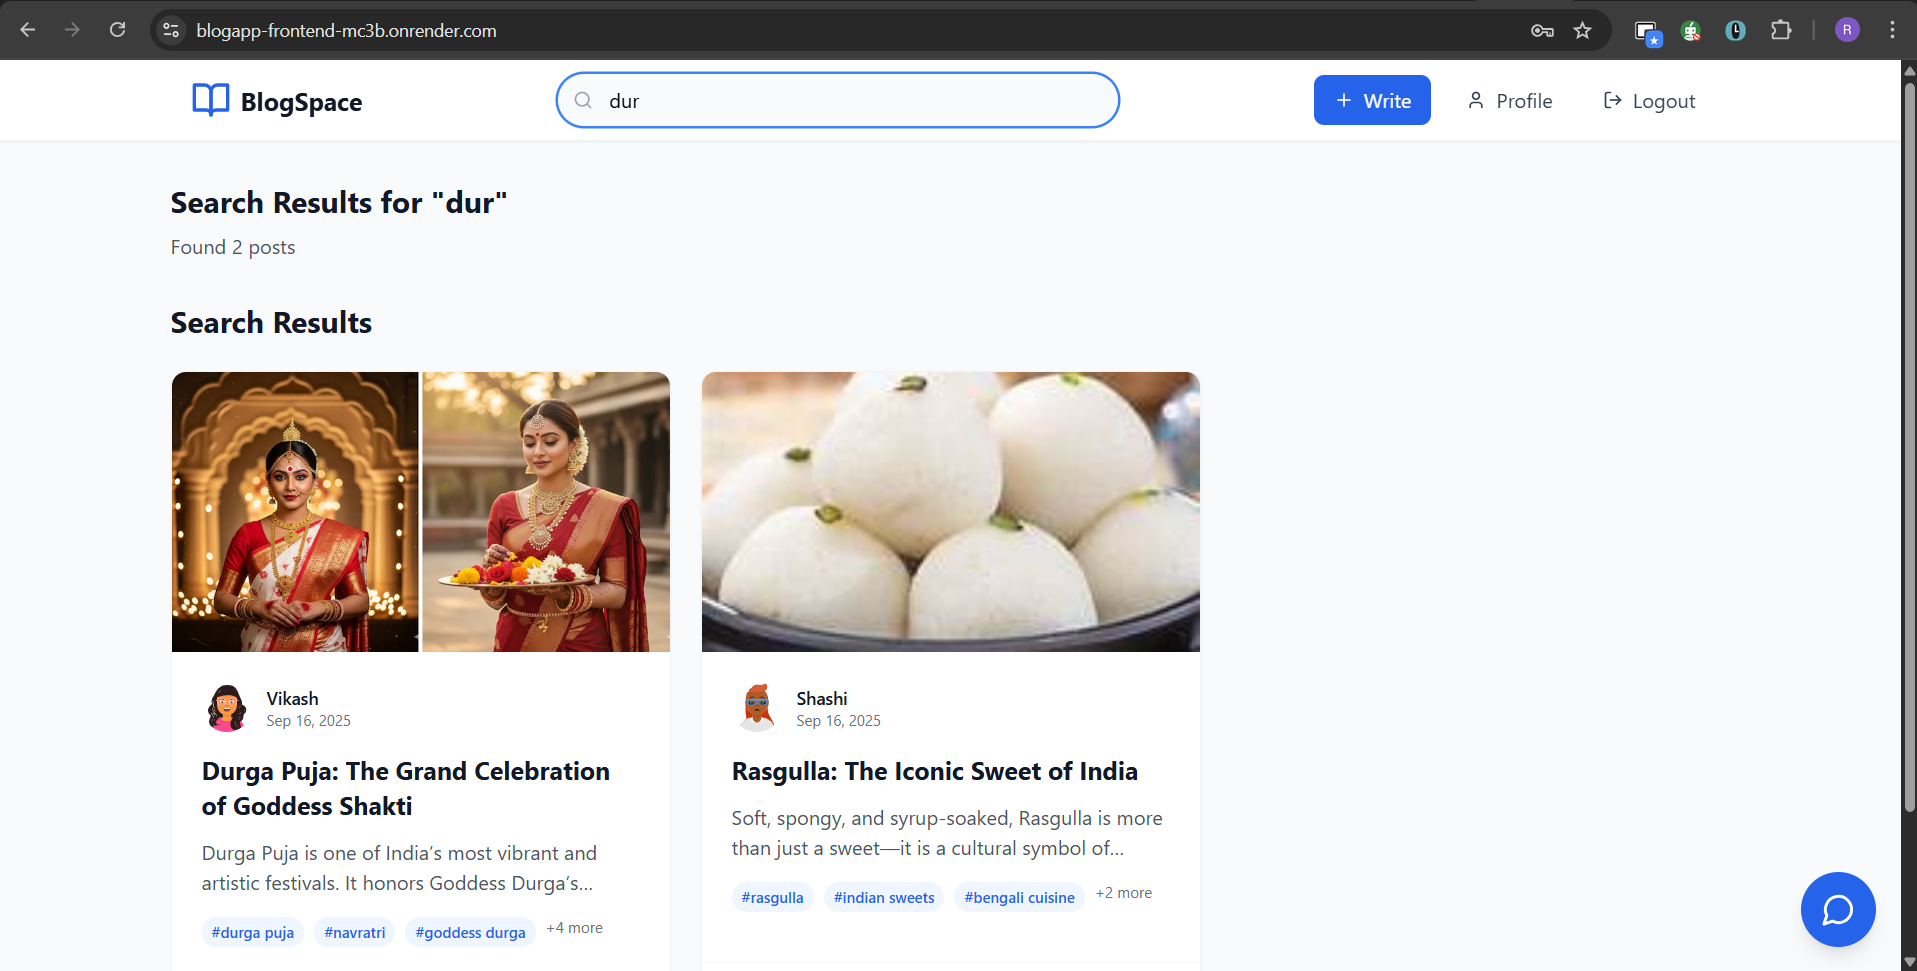 blogapp-frontend-mc3b.onrender.com
R
BlogSpace
dur
Write
Profile
Logout
Search Results for "dur"
Found 2 posts
Search Results
Vikash
Sep 16, 2025
Durga Puja: The Grand Celebration
of Goddess Shakti
Durga Puja is one of India’s most vibrant and
artistic festivals. It honors Goddess Durga’s...
#durga puja
#navratri
#goddess durga
+4 more
Shashi
Sep 16, 2025
Rasgulla: The Iconic Sweet of India
Soft, spongy, and syrup-soaked, Rasgulla is more
than just a sweet—it is a cultural symbol of...
#rasgulla
#indian sweets
#bengali cuisine
+2 more